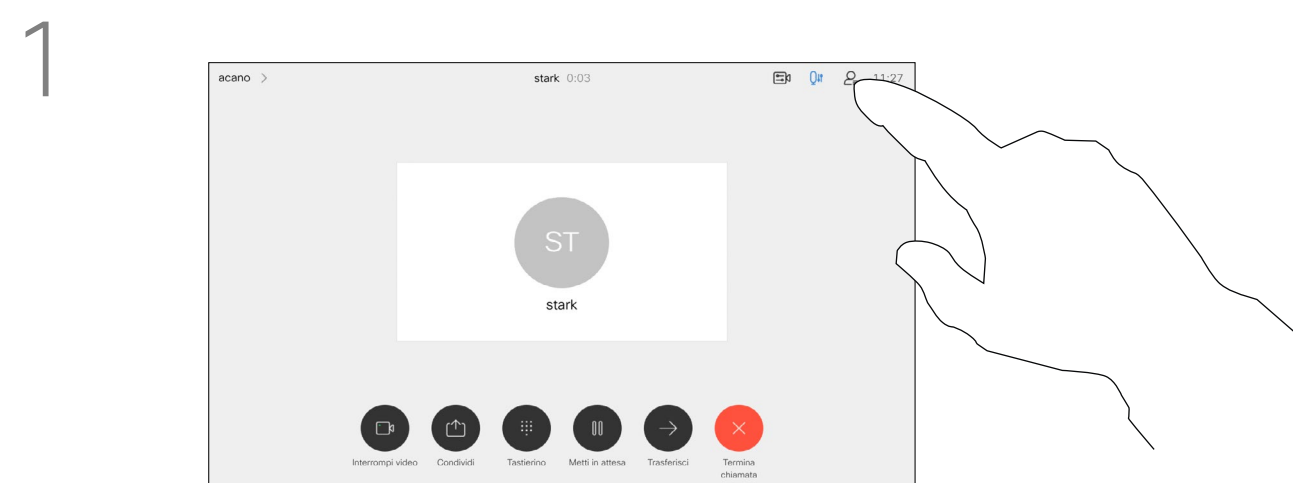 1
acano >
stark 0:03
11:27
ST
stark
Interrompi video
Condividi
Tastierino
Metti in attesa
Trasferisci
Termina
chiamata